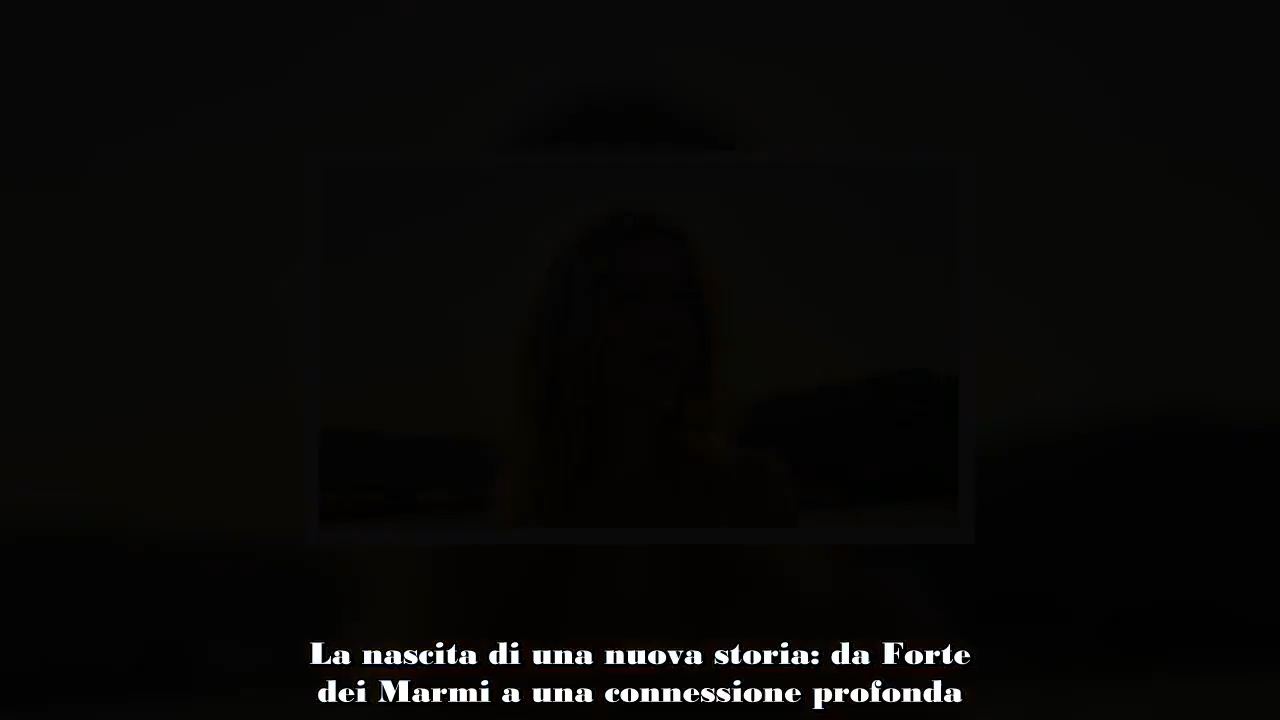 La nascita di una nuova storia: da Forte
dei Marmi a una connessione profonda